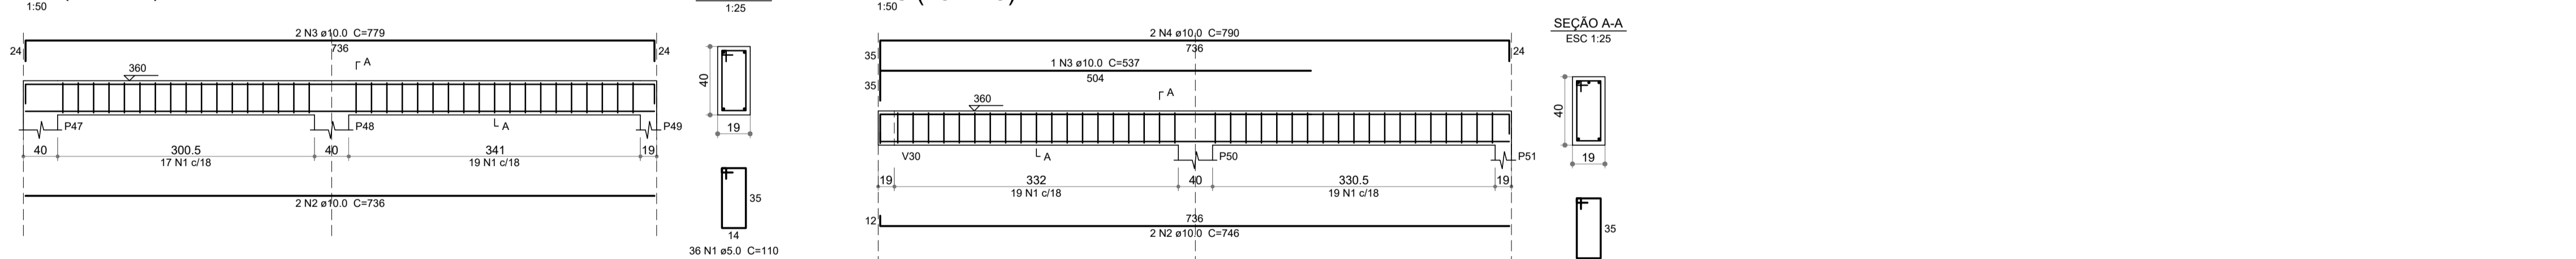 1:50
1:25
2 N3 ø10.0 C=779
736
24
24
360
A
A
P47
P48
P49
40
300.5
40
341
19
17 N1 c/18
19 N1 c/18
2 N2 ø10.0 C=736
40
19
35
14
36 N1 ø5.0 C=110
1:50
2 N4 ø10.0 C=790
736
35
24
1 N3 ø10.0 C=537
504
35
360
A
A
V30
P50
P51
19
332
40
330.5
19
19 N1 c/18
19 N1 c/18
12
736
2 N2 ø10.0 C=746
SEÇÃO A-A
ESC 1:25
40
19
35